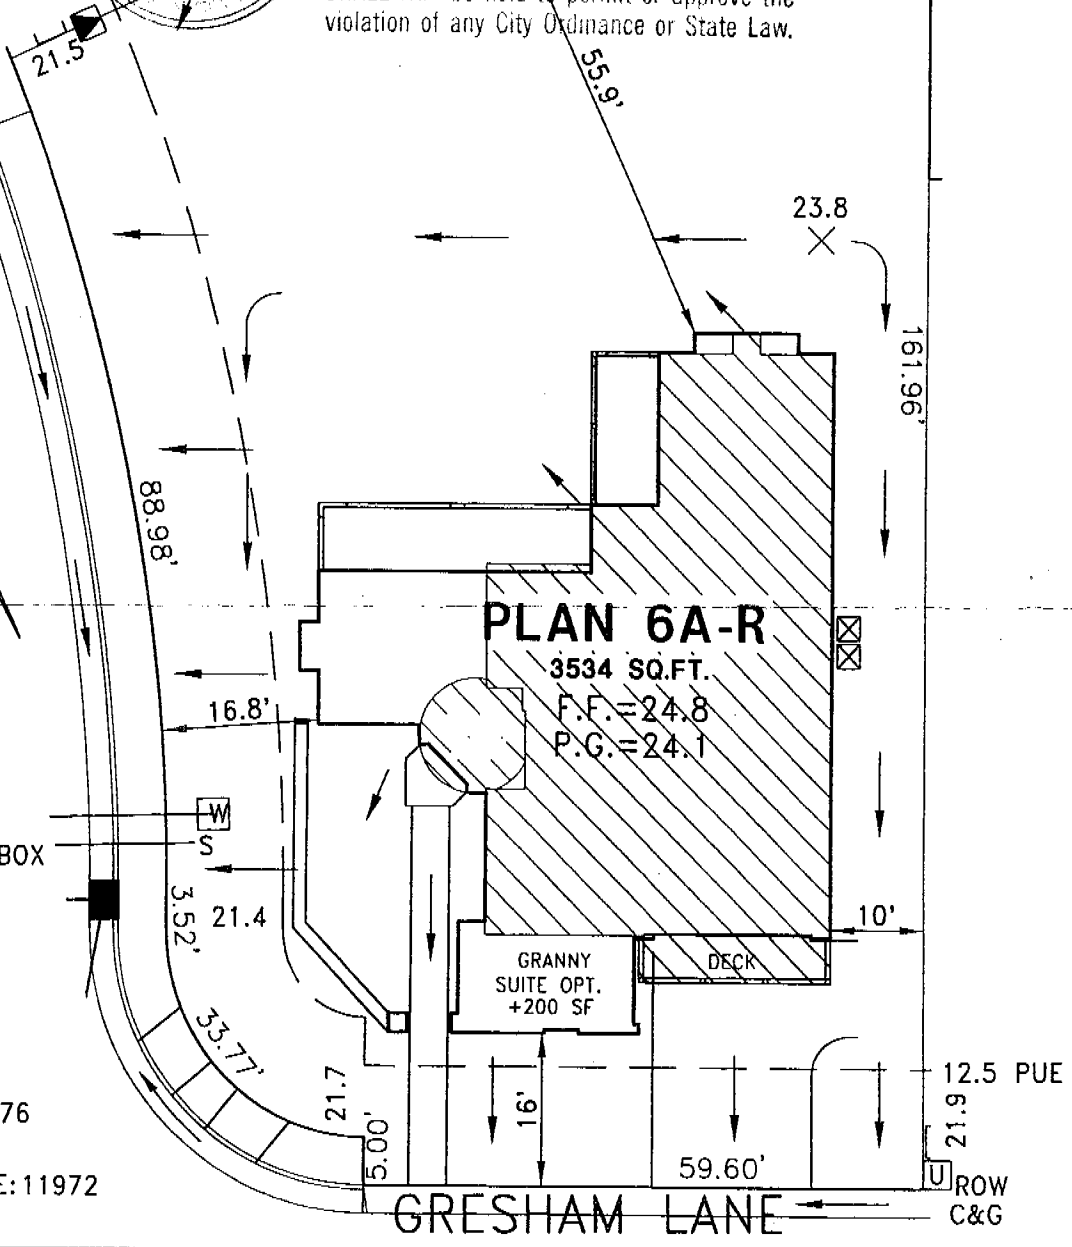 violation of any City Ordinance or State Law.
21.5
55.9'
23.8
161.96'
88.98'
PLAN 6A-R
3534 SQ.FT.
F.F.=24.8
P.G.=24.1
16.8'
W
S
BOX
3.52'
21.4
10'
GRANNY
SUITE OPT.
+200 SF
DECK
33.77'
12.5 PUE
21.7
16'
21.9
76
5.00'
59.60'
U
ROW
C&G
E:11972
GRESHAM LANE